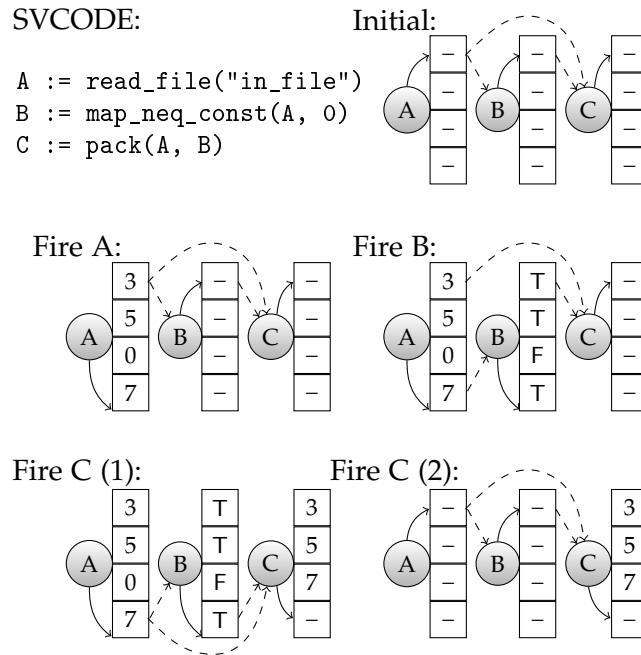 SVCODE:
A := read_file("in_file")
B := map_neq_const(A, 0)
C := pack(A, B)
Initial:
A – – – –
B – – – –
C – – – –
Fire A:
A 3 5 0 7
B – – – –
C – – – –
Fire B:
A 3 5 0 7
B T T F T
C – – – –
Fire C (1):
A 3 5 0 7
B T T F T
C 3 5 7 –
Fire C (2):
A – – – –
B – – – –
C 3 5 7 –